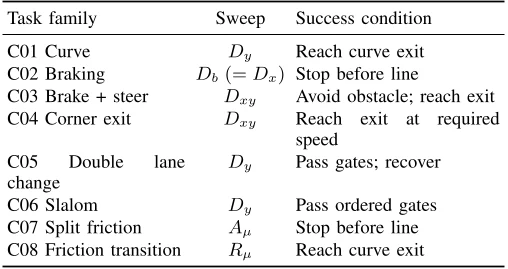 Task family Sweep Success condition
C01 Curve D_y Reach curve exit
C02 Braking D_b (= D_x) Stop before line
C03 Brake + steer D_xy Avoid obstacle; reach exit
C04 Corner exit D_xy Reach exit at required
speed
C05 Double lane D_y Pass gates; recover
change
C06 Slalom D_y Pass ordered gates
C07 Split friction A_μ Stop before line
C08 Friction transition R_μ Reach curve exit